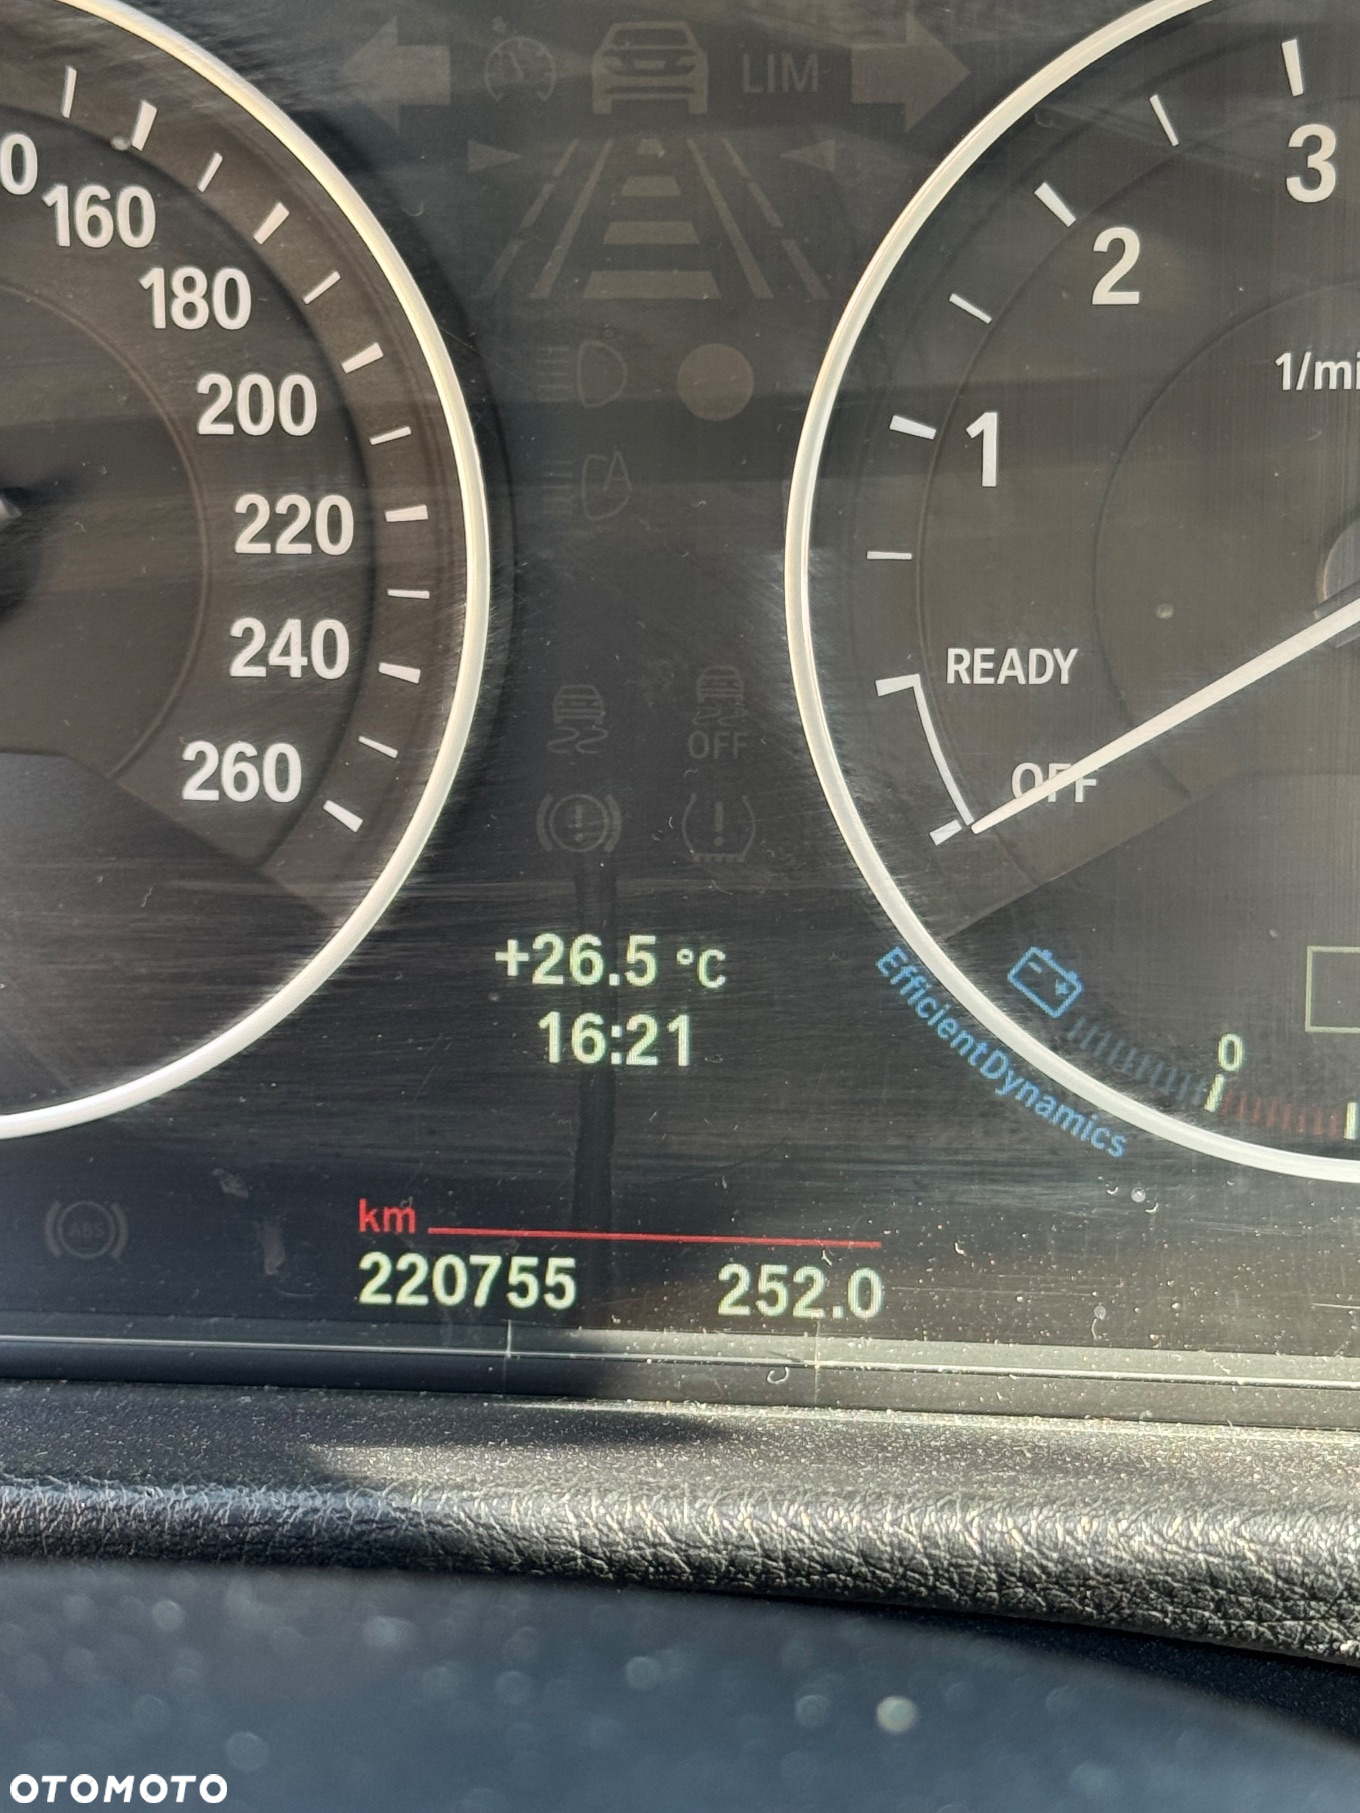 LIM
0
160
180
200
220
240
260
3
2
1/mi
1
READY
OFF
OFF
+26.5 °C
16:21
EfficientDynamics
0
ABS
km
220755
252.0
OTOMOTO